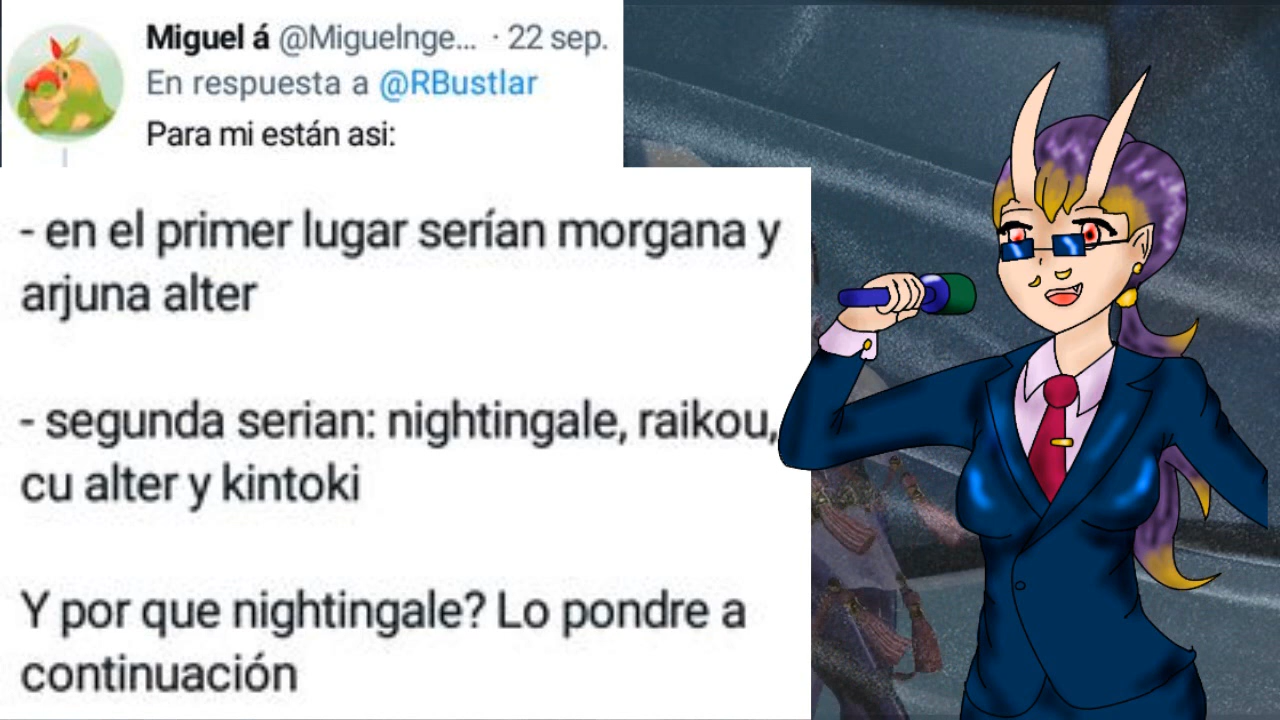 Miguel á @Miguelnge... · 22 sep.
En respuesta a @RBustlar
Para mi están asi:
- en el primer lugar serían morgana y
arjuna alter
- segunda serian: nightingale, raikou,
cu alter y kintoki
Y por que nightingale? Lo pondre a
continuación